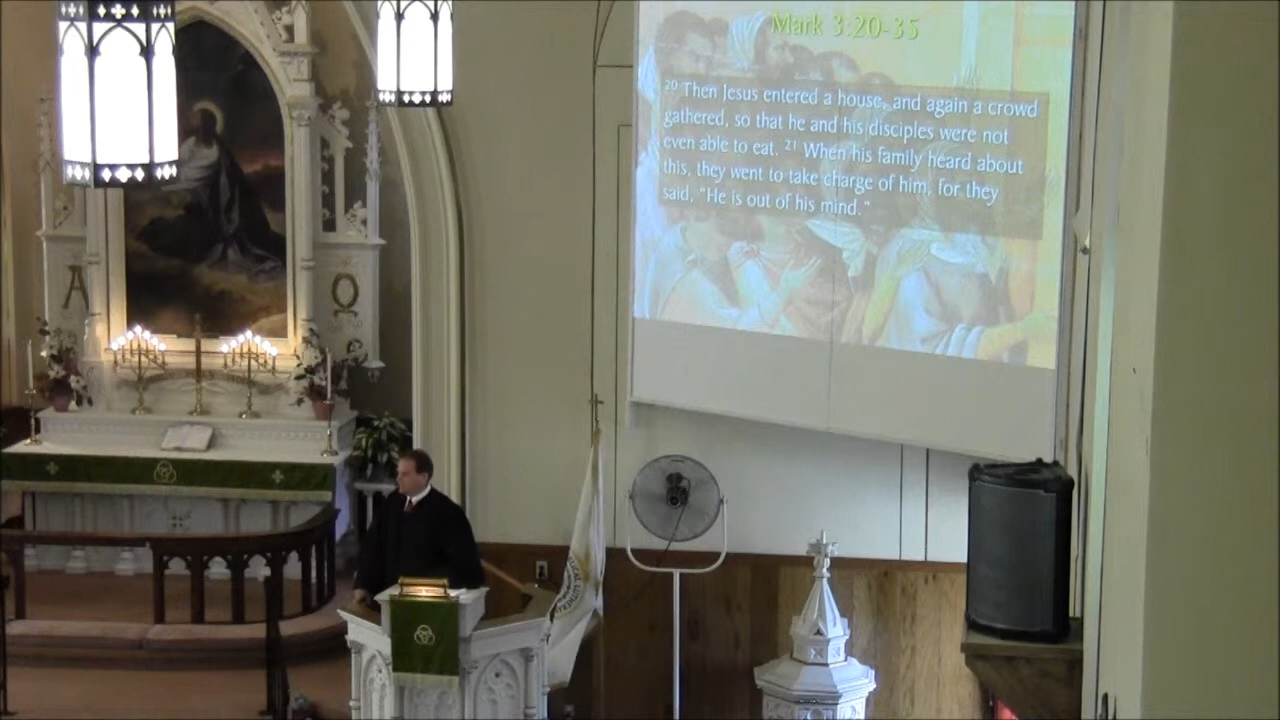 Mark 3:20-35
20 Then Jesus entered a house, and again a crowd
gathered, so that he and his disciples were not
even able to eat. 21 When his family heard about
this, they went to take charge of him, for they
said, "He is out of his mind."
Α
Ω